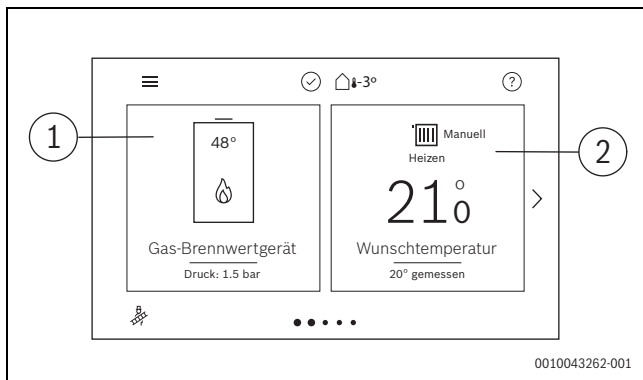 -3°
?
1
48°
Gas-Brennwertgerät
Druck: 1.5 bar
Manuell
Heizen
21°0
Wunschtemperatur
20° gemessen
2
0010043262-001